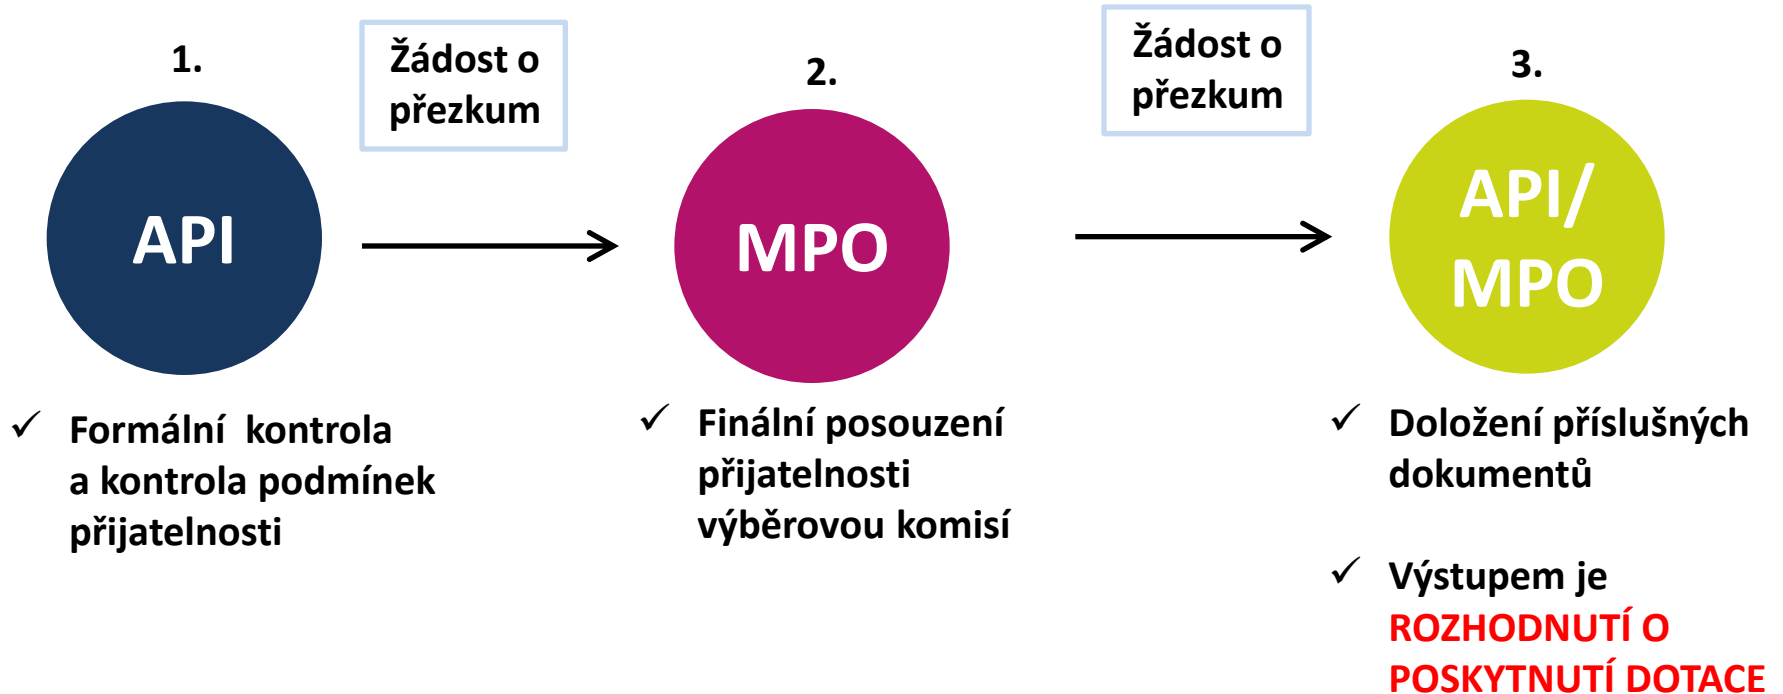 1.
API
✓ Formální kontrola
a kontrola podmínek
přijatelnosti
Žádost o
přezkum
2.
MPO
✓ Finální posouzení
přijatelnosti
výběrovou komisí
Žádost o
přezkum
3.
API/
MPO
✓ Doložení příslušných
dokumentů
✓ Výstupem je
ROZHODNUTÍ O
POSKYTNUTÍ DOTACE